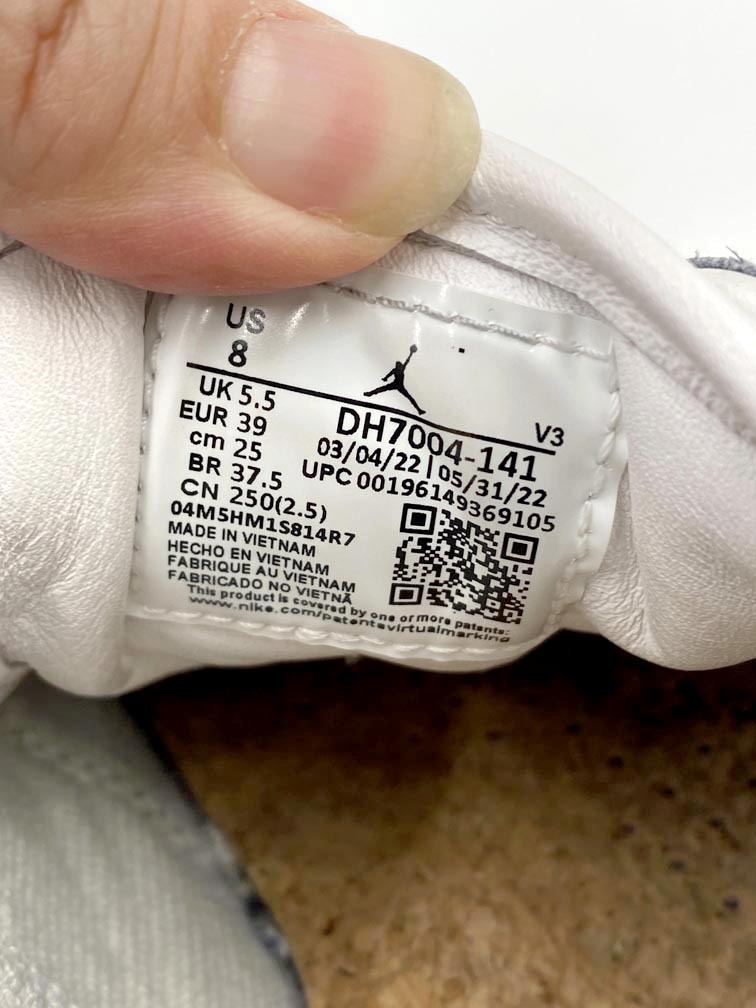 US
8
UK 5.5
EUR 39
cm 25
BR 37.5
CN 250(2.5)
04M5HM1S814R7
V3
DH7004-141
03/04/22 | 05/31/22
UPC 00196149369105
MADE IN VIETNAM
HECHO EN VIETNAM
FABRIQUE AU VIETNAM
FABRICADO NO VIETNÃ
This product is covered by one or more patents:
www.nike.com/patentsvirtualmarking